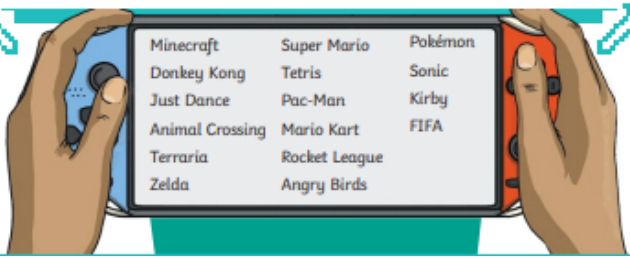 Minecraft
Donkey Kong
Just Dance
Animal Crossing
Terraria
Zelda
Super Mario
Tetris
Pac-Man
Mario Kart
Rocket League
Angry Birds
Pokémon
Sonic
Kirby
FIFA